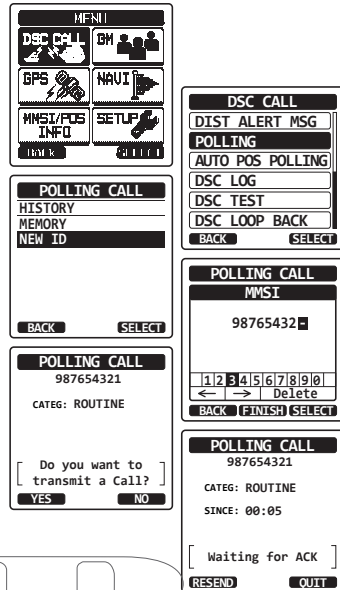 MENU
DSC CALL
GM
GPS
NAVI
MMSI/POS
INFO
SETUP
BACK
DSC CALL
DIST ALERT MSG
POLLING
AUTO POS POLLING
DSC LOG
DSC TEST
DSC LOOP BACK
BACK SELECT
POLLING CALL
HISTORY
MEMORY
NEW ID
BACK SELECT
POLLING CALL
MMSI
98765432-
1 2 3 4 5 6 7 8 9 0
← → Delete
BACK FINISH SELECT
POLLING CALL
987654321
CATEG: ROUTINE
Do you want to
transmit a Call?
YES NO
POLLING CALL
987654321
CATEG: ROUTINE
SINCE: 00:05
Waiting for ACK
RESEND QUIT